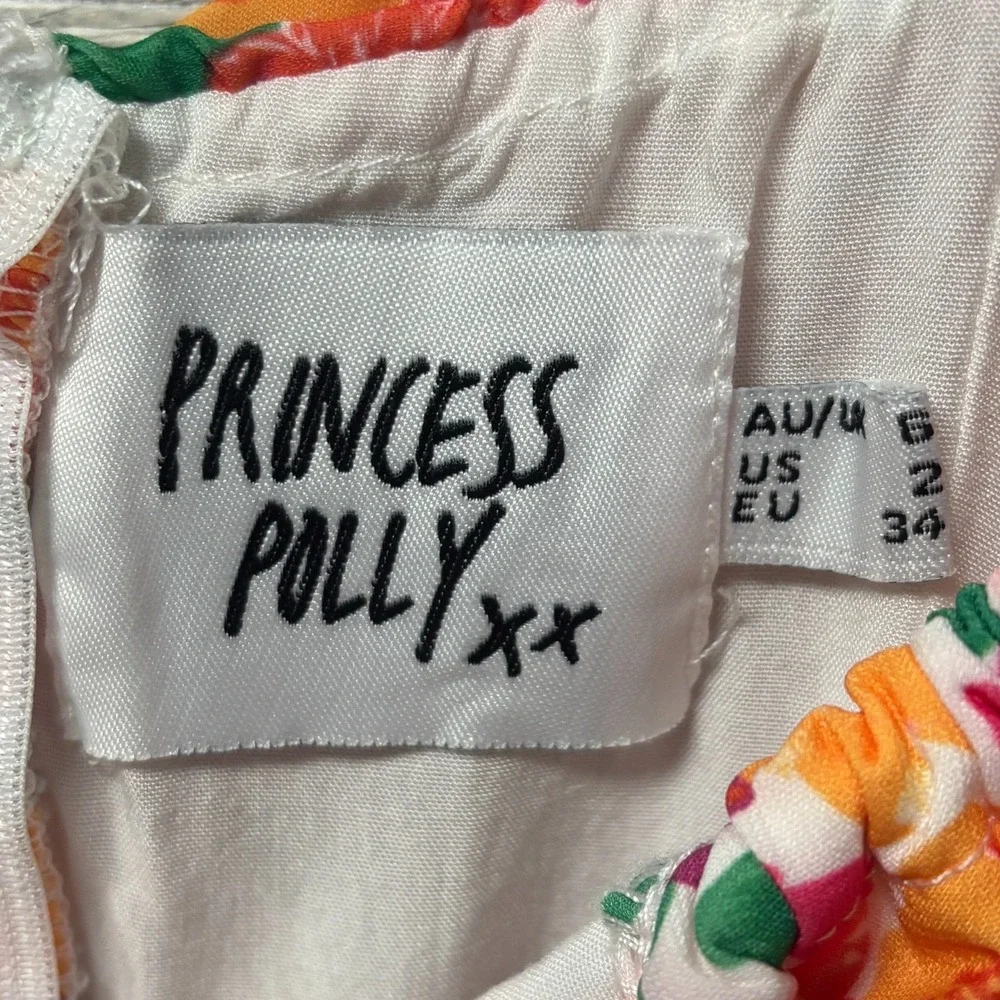 PRINCESS
POLLY xx
AU/UK 6
US 2
EU 34